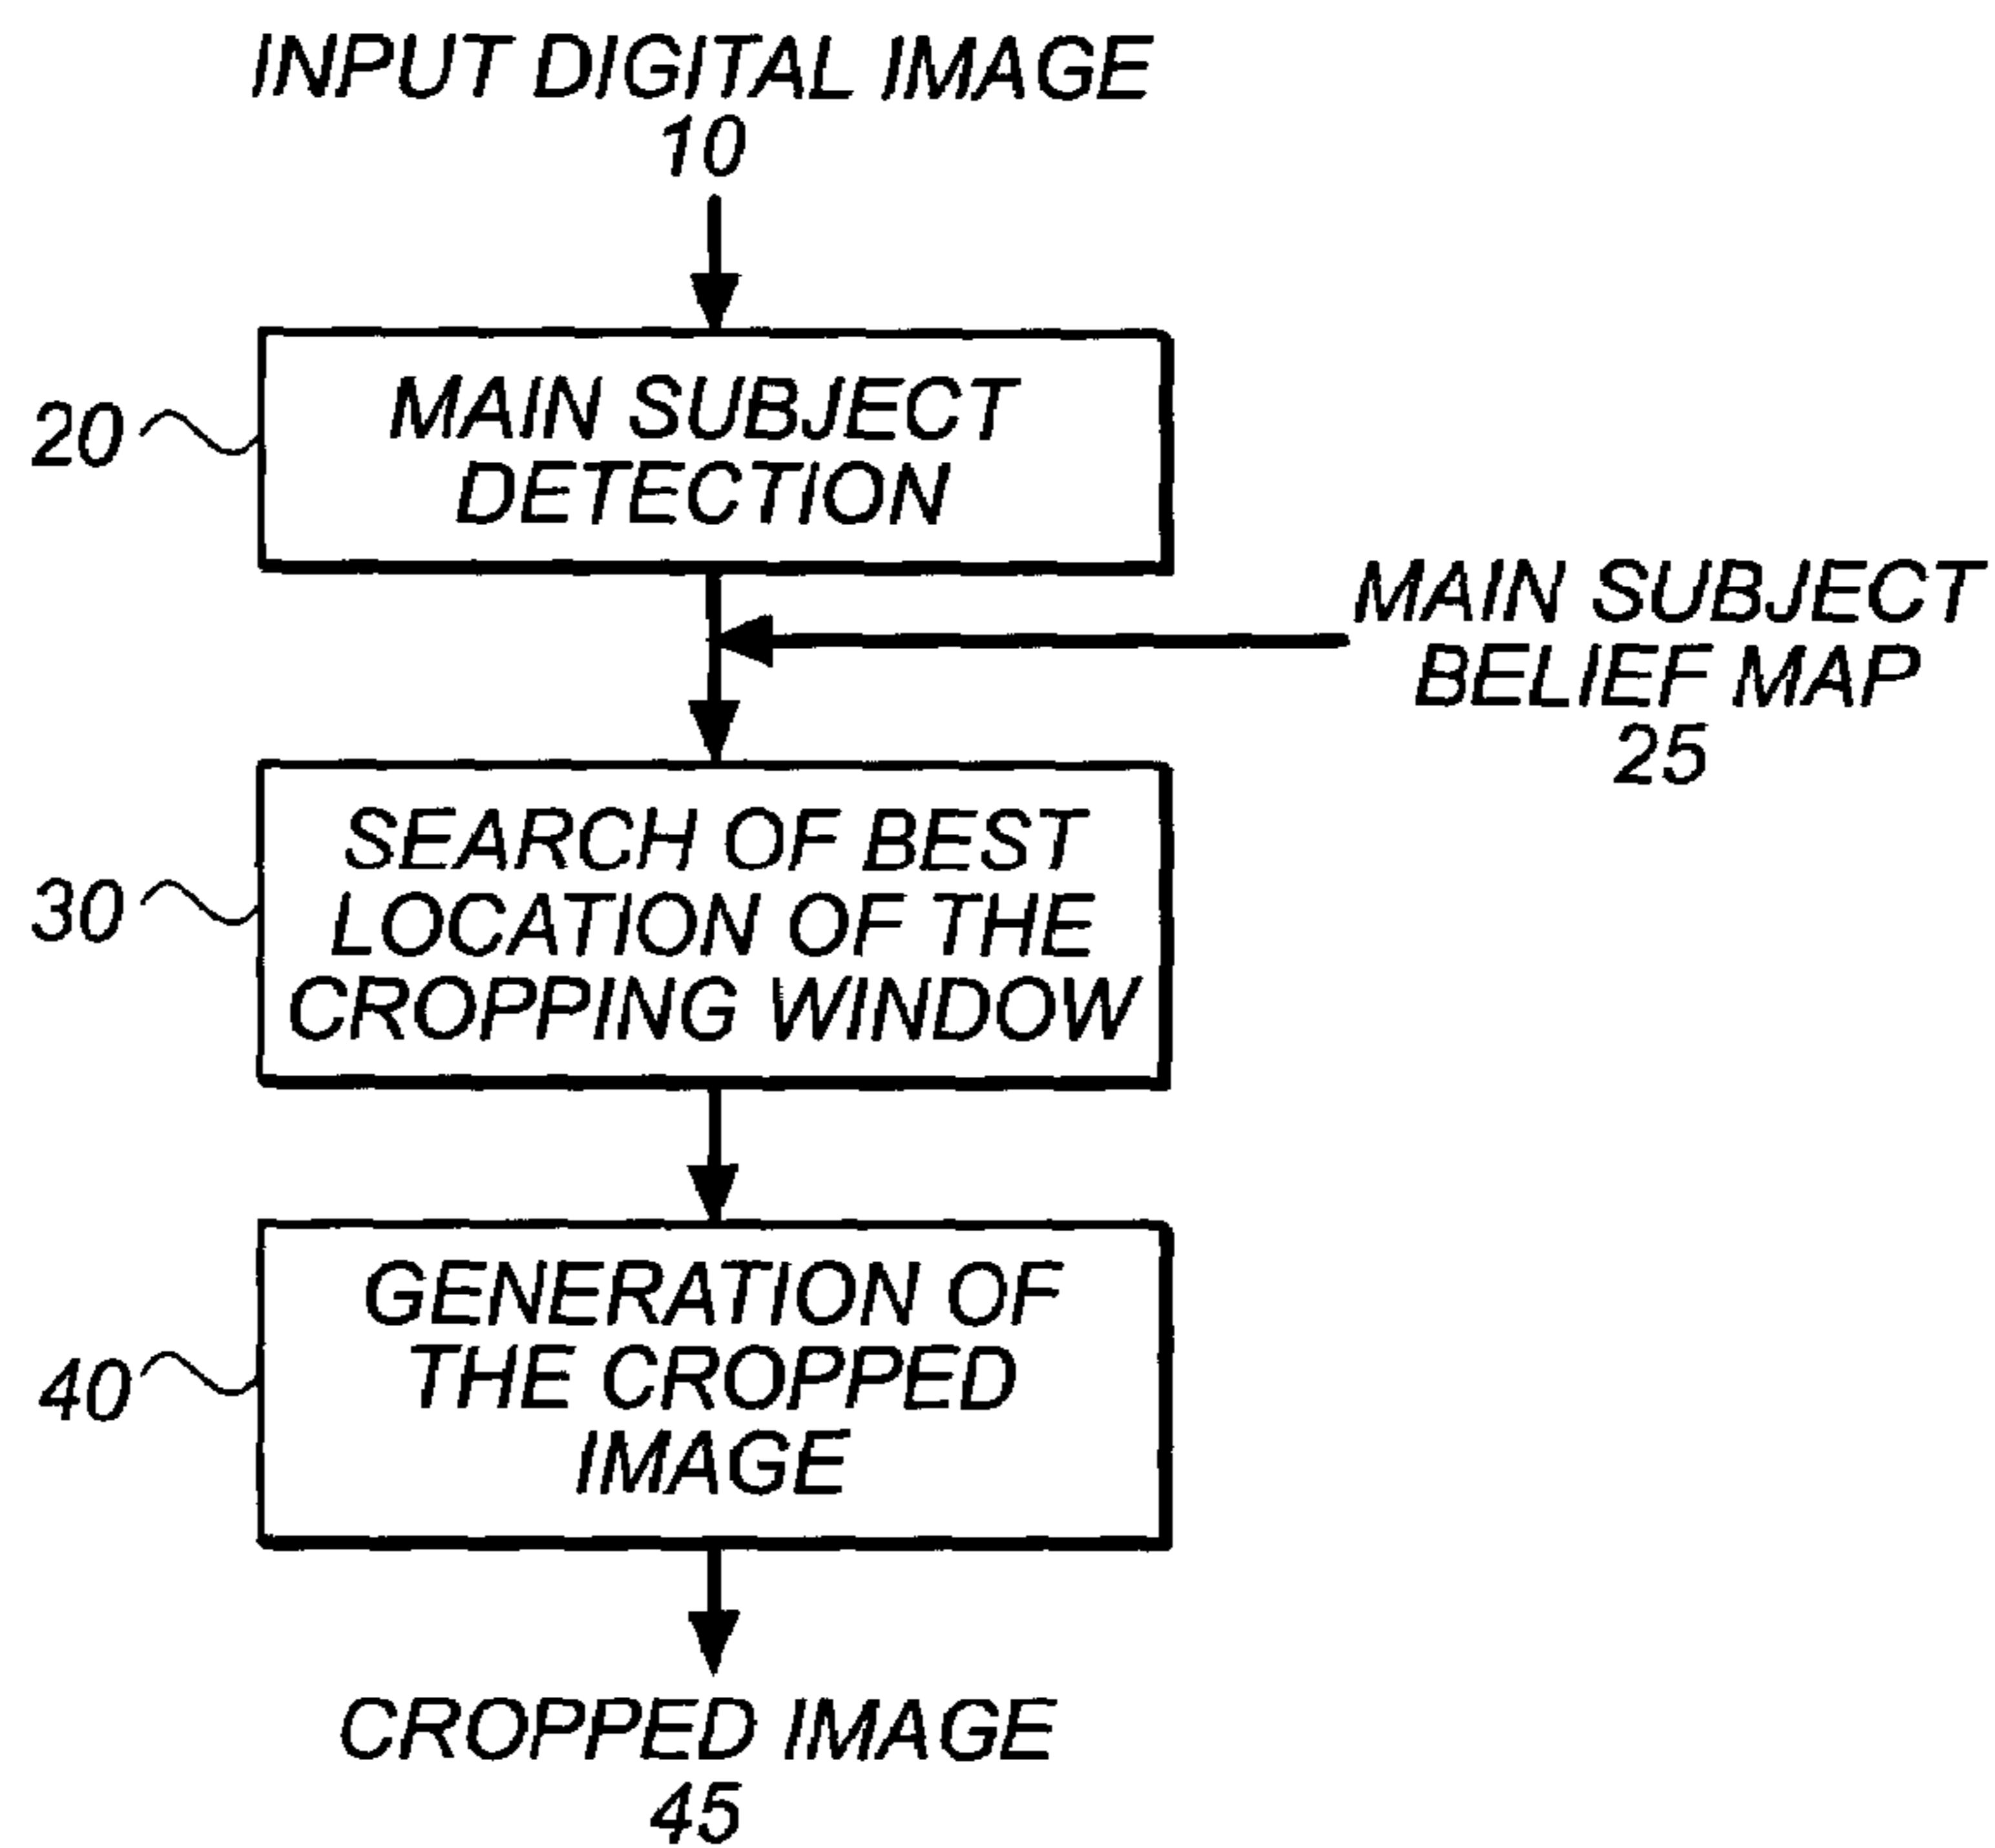 INPUT DIGITAL IMAGE
10
20
MAIN SUBJECT
DETECTION
MAIN SUBJECT
BELIEF MAP
25
30
SEARCH OF BEST
LOCATION OF THE
CROPPING WINDOW
40
GENERATION OF
THE CROPPED
IMAGE
CROPPED IMAGE
45